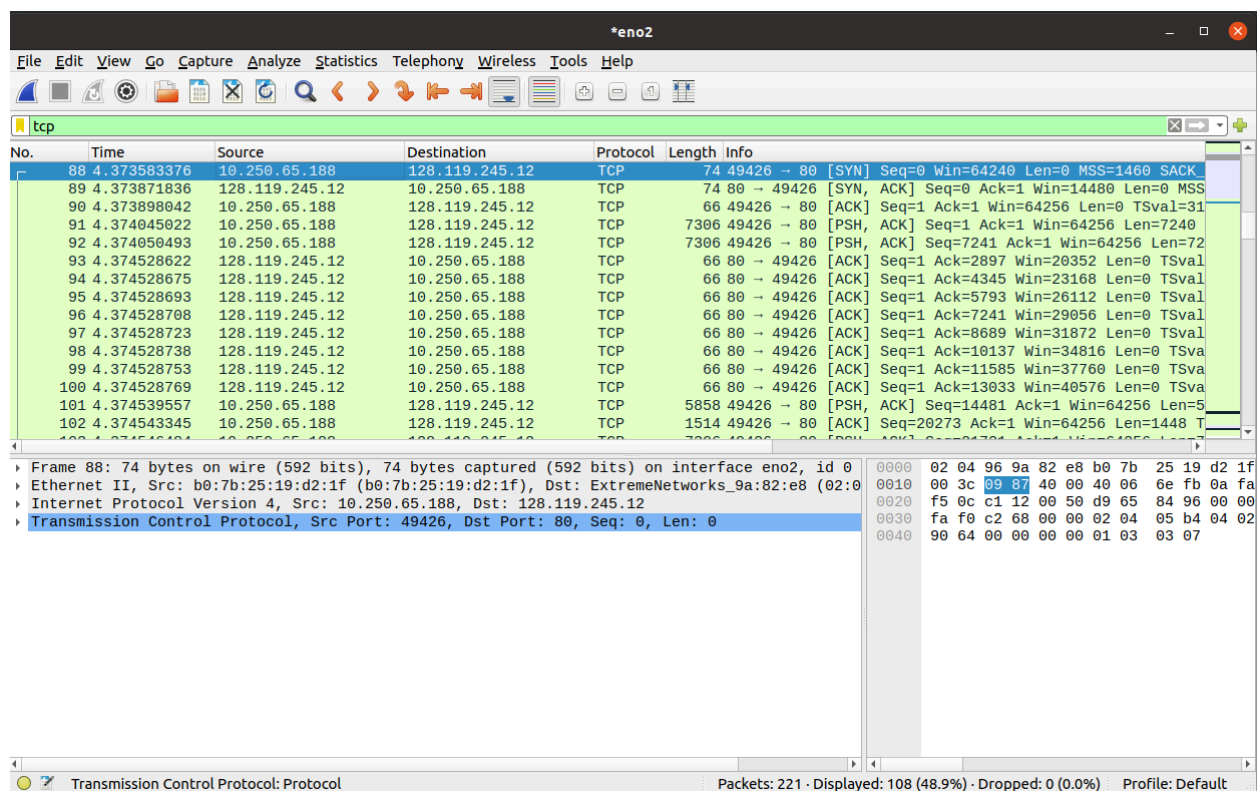 *eno2
File Edit View Go Capture Analyze Statistics Telephony Wireless Tools Help
tcp
No. Time Source Destination Protocol Length Info
88 4.373583376 10.250.65.188 128.119.245.12 TCP 74 49426 → 80 [SYN] Seq=0 Win=64240 Len=0 MSS=1460 SACK_
89 4.373871836 128.119.245.12 10.250.65.188 TCP 74 80 → 49426 [SYN, ACK] Seq=0 Ack=1 Win=14480 Len=0 MSS
90 4.373898042 10.250.65.188 128.119.245.12 TCP 66 49426 → 80 [ACK] Seq=1 Ack=1 Win=64256 Len=0 TSval=31
91 4.374045022 10.250.65.188 128.119.245.12 TCP 7306 49426 → 80 [PSH, ACK] Seq=1 Ack=1 Win=64256 Len=7240
92 4.374050493 10.250.65.188 128.119.245.12 TCP 7306 49426 → 80 [PSH, ACK] Seq=7241 Ack=1 Win=64256 Len=72
93 4.374528622 128.119.245.12 10.250.65.188 TCP 66 80 → 49426 [ACK] Seq=1 Ack=2897 Win=20352 Len=0 TSval
94 4.374528675 128.119.245.12 10.250.65.188 TCP 66 80 → 49426 [ACK] Seq=1 Ack=4345 Win=23168 Len=0 TSval
95 4.374528693 128.119.245.12 10.250.65.188 TCP 66 80 → 49426 [ACK] Seq=1 Ack=5793 Win=26112 Len=0 TSval
96 4.374528708 128.119.245.12 10.250.65.188 TCP 66 80 → 49426 [ACK] Seq=1 Ack=7241 Win=29056 Len=0 TSval
97 4.374528723 128.119.245.12 10.250.65.188 TCP 66 80 → 49426 [ACK] Seq=1 Ack=8689 Win=31872 Len=0 TSval
98 4.374528738 128.119.245.12 10.250.65.188 TCP 66 80 → 49426 [ACK] Seq=1 Ack=10137 Win=34816 Len=0 TSva
99 4.374528753 128.119.245.12 10.250.65.188 TCP 66 80 → 49426 [ACK] Seq=1 Ack=11585 Win=37760 Len=0 TSva
100 4.374528769 128.119.245.12 10.250.65.188 TCP 66 80 → 49426 [ACK] Seq=1 Ack=13033 Win=40576 Len=0 TSva
101 4.374539557 10.250.65.188 128.119.245.12 TCP 5858 49426 → 80 [PSH, ACK] Seq=14481 Ack=1 Win=64256 Len=5
102 4.374543345 10.250.65.188 128.119.245.12 TCP 1514 49426 → 80 [ACK] Seq=20273 Ack=1 Win=64256 Len=1448 T
Frame 88: 74 bytes on wire (592 bits), 74 bytes captured (592 bits) on interface eno2, id 0
Ethernet II, Src: b0:7b:25:19:d2:1f (b0:7b:25:19:d2:1f), Dst: ExtremeNetworks_9a:82:e8 (02:0
Internet Protocol Version 4, Src: 10.250.65.188, Dst: 128.119.245.12
Transmission Control Protocol, Src Port: 49426, Dst Port: 80, Seq: 0, Len: 0
0000 02 04 96 9a 82 e8 b0 7b 25 19 d2 1f
0010 00 3c 09 87 40 00 40 06 6e fb 0a fa
0020 f5 0c c1 12 00 50 d9 65 84 96 00 00
0030 fa f0 c2 68 00 00 02 04 05 b4 04 02
0040 90 64 00 00 00 00 01 03 03 07
Transmission Control Protocol: Protocol
Packets: 221 · Displayed: 108 (48.9%) · Dropped: 0 (0.0%)
Profile: Default